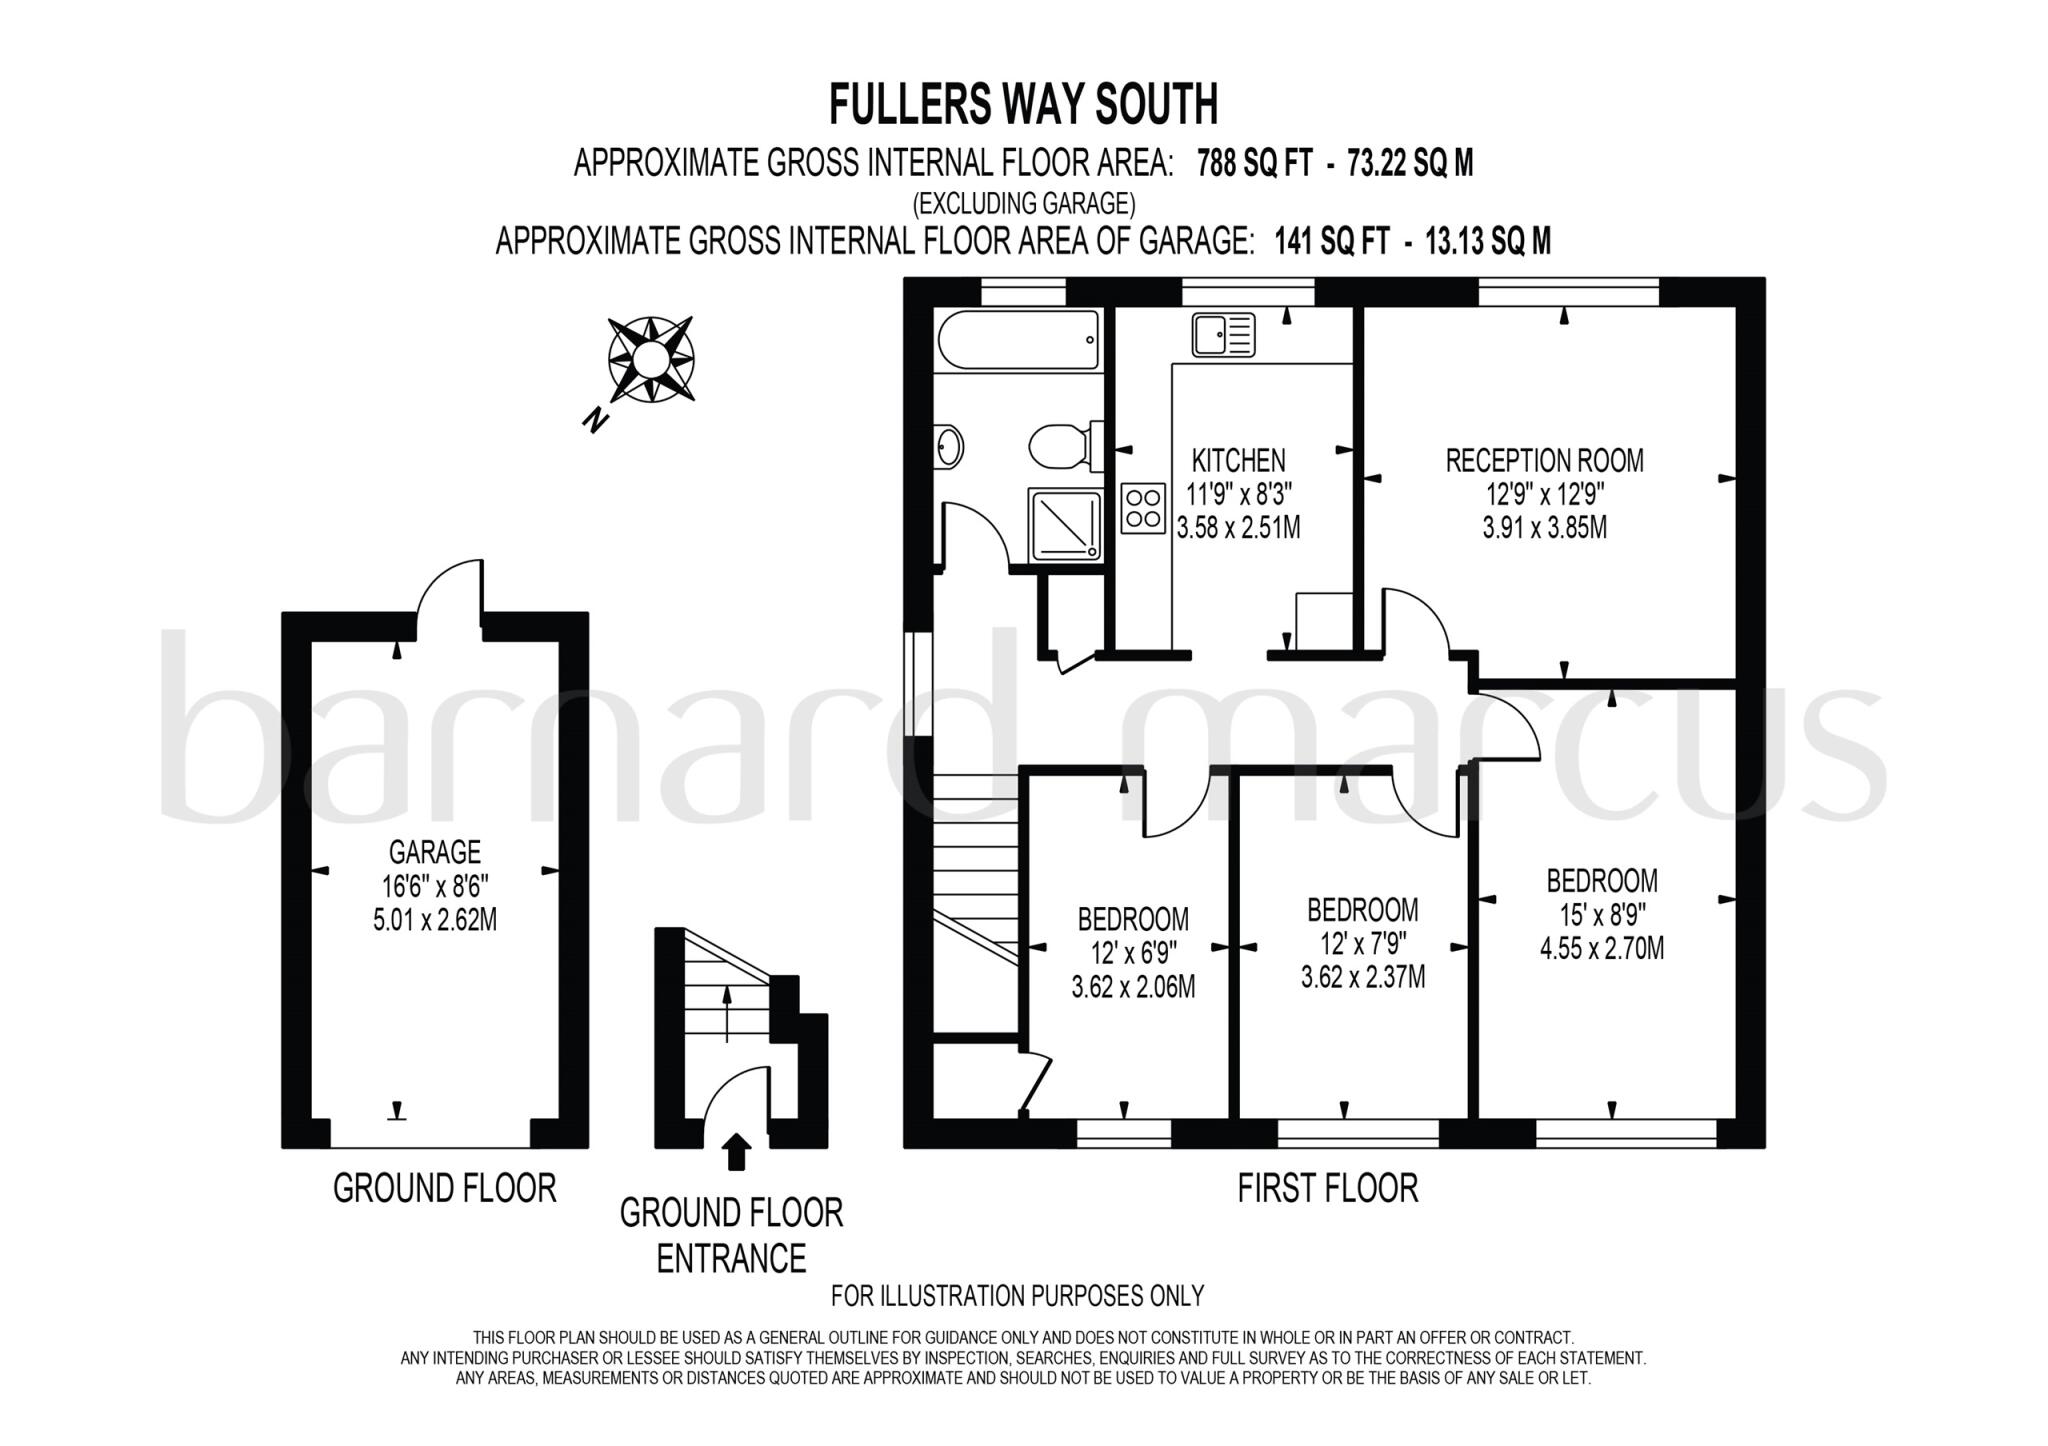 FULLERS WAY SOUTH
APPROXIMATE GROSS INTERNAL FLOOR AREA: 788 SQ FT - 73.22 SQ M
(EXCLUDING GARAGE)
APPROXIMATE GROSS INTERNAL FLOOR AREA OF GARAGE: 141 SQ FT - 13.13 SQ M
N
KITCHEN
11'9" x 8'3"
3.58 x 2.51M
RECEPTION ROOM
12'9" x 12'9"
3.91 x 3.85M
barnard marcus
GARAGE
16'6" x 8'6"
5.01 x 2.62M
BEDROOM
12' x 6'9"
3.62 x 2.06M
BEDROOM
12' x 7'9"
3.62 x 2.37M
BEDROOM
15' x 8'9"
4.55 x 2.70M
GROUND FLOOR
GROUND FLOOR
ENTRANCE
FIRST FLOOR
FOR ILLUSTRATION PURPOSES ONLY
THIS FLOOR PLAN SHOULD BE USED AS A GENERAL OUTLINE FOR GUIDANCE ONLY AND DOES NOT CONSTITUTE IN WHOLE OR IN PART AN OFFER OR CONTRACT.
ANY INTENDING PURCHASER OR LESSEE SHOULD SATISFY THEMSELVES BY INSPECTION, SEARCHES, ENQUIRIES AND FULL SURVEY AS TO THE CORRECTNESS OF EACH STATEMENT.
ANY AREAS, MEASUREMENTS OR DISTANCES QUOTED ARE APPROXIMATE AND SHOULD NOT BE USED TO VALUE A PROPERTY OR BE THE BASIS OF ANY SALE OR LET.